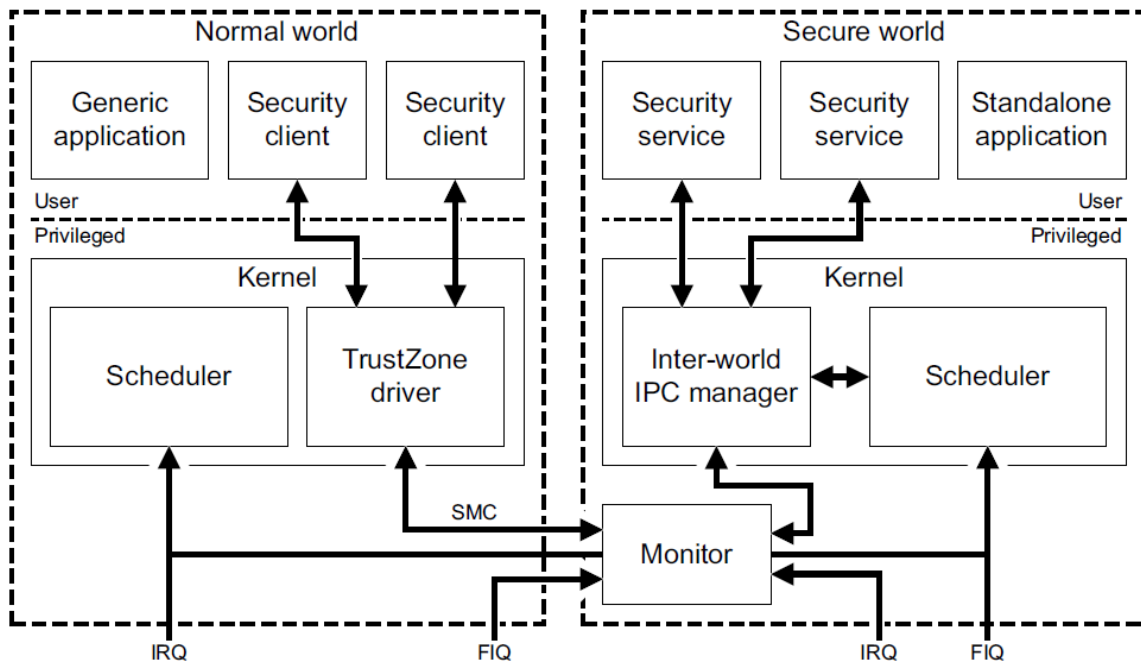 Normal world
Generic
application
Security
client
Security
client
User
Privileged
Kernel
Scheduler
TrustZone
driver
SMC
IRQ
FIQ
Secure world
Security
service
Security
service
Standalone
application
User
Privileged
Kernel
Inter-world
IPC manager
Scheduler
Monitor
IRQ
FIQ